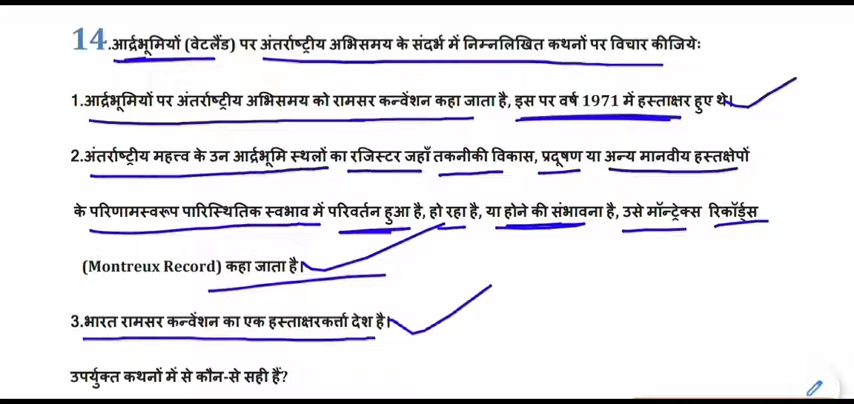 14.आर्द्रभूमियों (वेटलैंड) पर अंतर्राष्ट्रीय अभिसमय के संदर्भ में निम्नलिखित कथनों पर विचार कीजिये:
1.आर्द्रभूमियों पर अंतर्राष्ट्रीय अभिसमय को रामसर कन्वेंशन कहा जाता है, इस पर वर्ष 1971 में हस्ताक्षर हुए थे।
2.अंतर्राष्ट्रीय महत्त्व के उन आर्द्रभूमि स्थलों का रजिस्टर जहाँ तकनीकी विकास, प्रदूषण या अन्य मानवीय हस्तक्षेपों
के परिणामस्वरूप पारिस्थितिक स्वभाव में परिवर्तन हुआ है, हो रहा है, या होने की संभावना है, उसे मॉन्ट्रेक्स रिकॉर्ड्स
(Montreux Record) कहा जाता है।
3.भारत रामसर कन्वेंशन का एक हस्ताक्षरकर्त्ता देश है।
उपर्युक्त कथनों में से कौन-से सही हैं?